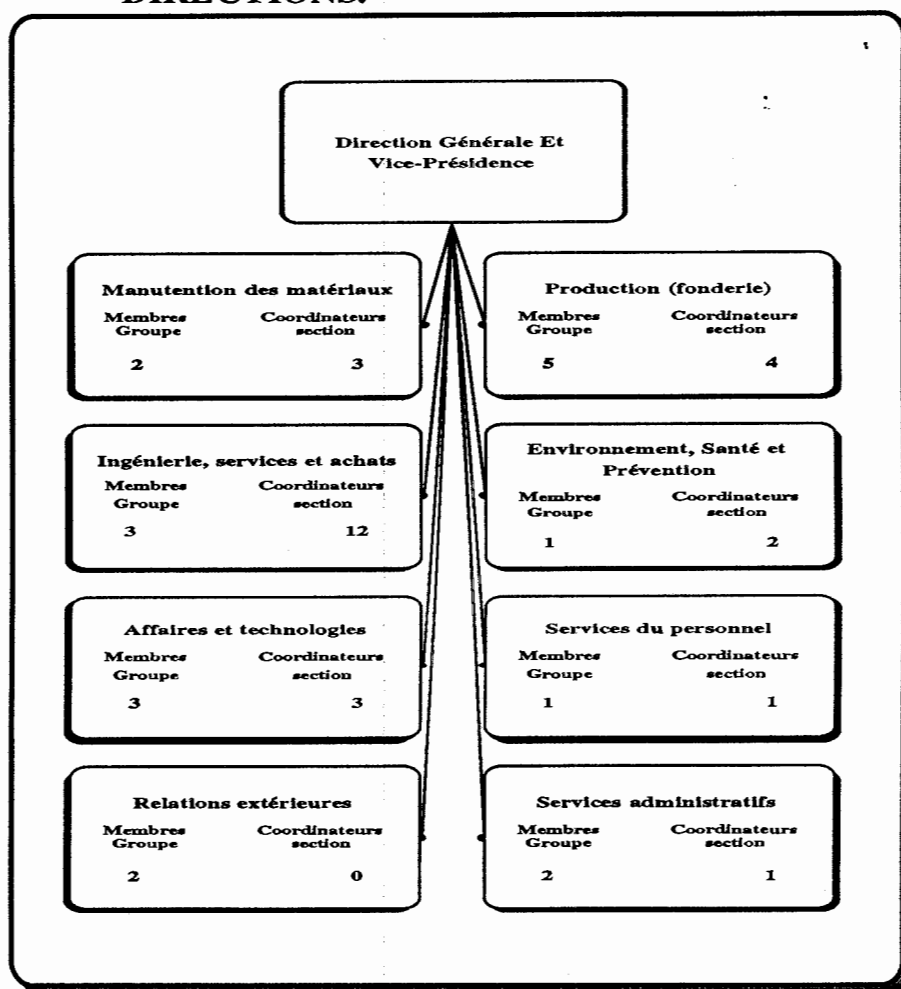 DIRECTIONS.
Direction Générale Et
Vice-Présidence
Manutention des matériaux
Membres Groupe
Coordinateurs section
2 3
Production (fonderie)
Membres Groupe
Coordinateurs section
5 4
Ingénierie, services et achats
Membres Groupe
Coordinateurs section
3 12
Environnement, Santé et
Prévention
Membres Groupe
Coordinateurs section
1 2
Affaires et technologies
Membres Groupe
Coordinateurs section
3 3
Services du personnel
Membres Groupe
Coordinateurs section
1 1
Relations extérieures
Membres Groupe
Coordinateurs section
2 0
Services administratifs
Membres Groupe
Coordinateurs section
2 1